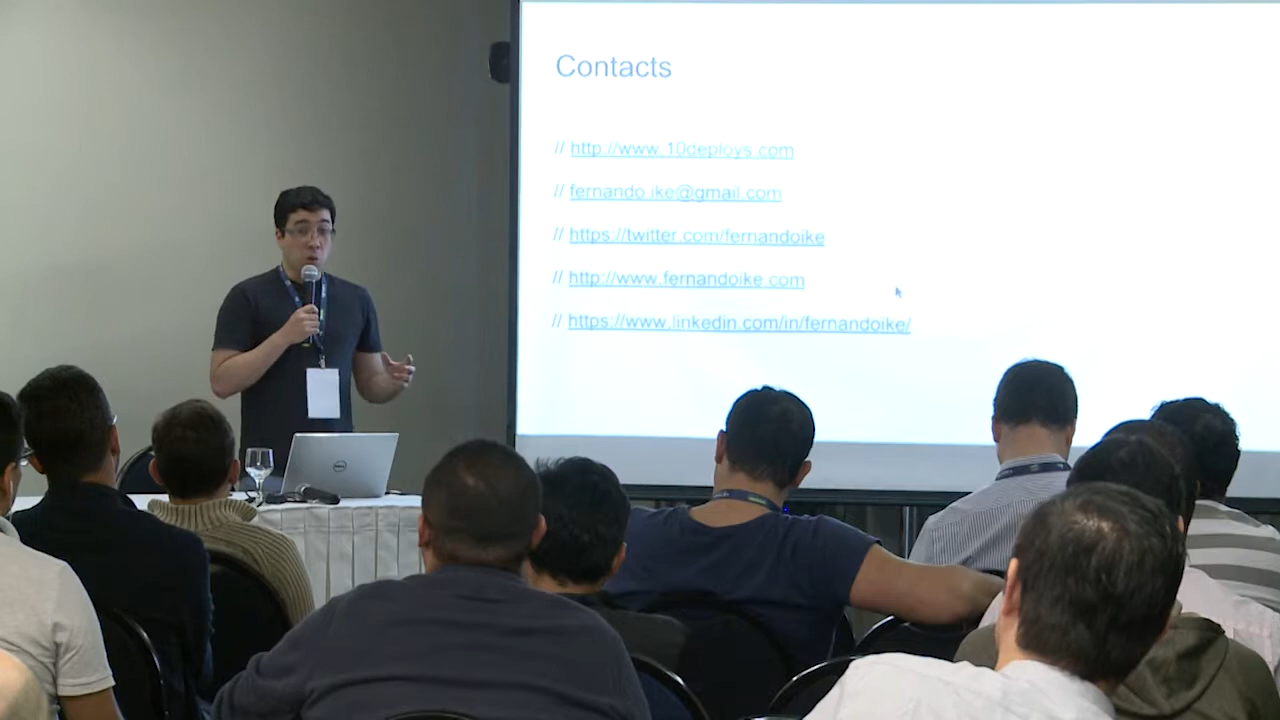 Contacts
// http://www.10deploys.com
// fernando.ike@gmail.com
// https://twitter.com/fernandoike
// http://www.fernandoike.com
// https://www.linkedin.com/in/fernandoike/
DELL